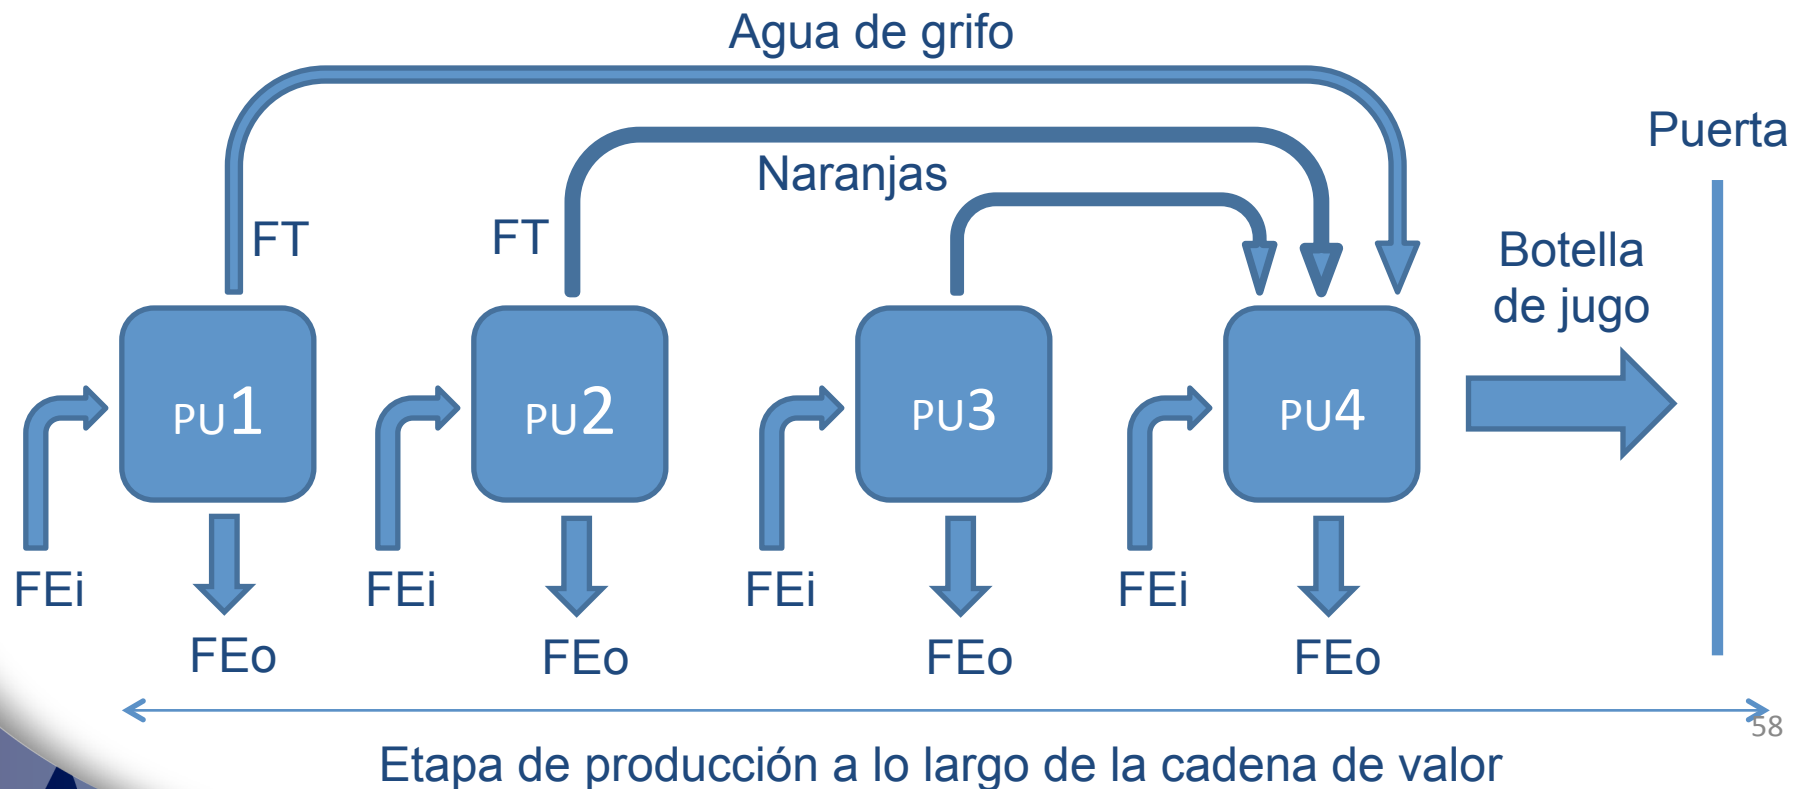 Agua de grifo
Puerta
Naranjas
FT
FT
Botella
de jugo
PU1
PU2
PU3
PU4
FEi
FEi
FEi
FEi
FEo
FEo
FEo
FEo
58
Etapa de producción a lo largo de la cadena de valor